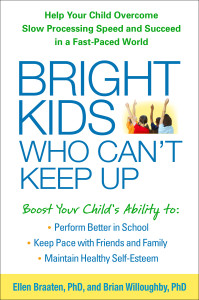 Help Your Child Overcome
Slow Processing Speed and Succeed
in a Fast-Paced World
BRIGHT
KIDS
WHO CAN'T
KEEP UP
Boost Your Child's Ability to:
• Perform Better in School
• Keep Pace with Friends and Family
• Maintain Healthy Self-Esteem
Ellen Braaten, PhD, and Brian Willoughby, PhD